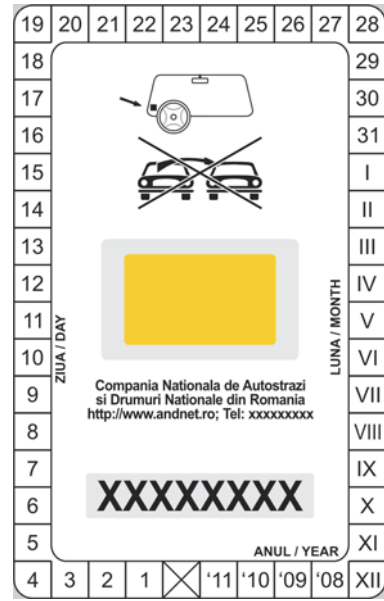 19 20 21 22 23 24 25 26 27 28
18 29
17 30
16 31
15 I
14 II
13 III
12 IV
11 V
10 VI
9 VII
8 VIII
7 IX
6 X
5 XI
4 3 2 1 '11 '10 '09 '08 XII
ZIUA / DAY
LUNA / MONTH
Compania Nationala de Autostrazi
si Drumuri Nationale din Romania
http://www.andnet.ro; Tel: xxxxxxxxx
XXXXXXXX
ANUL / YEAR